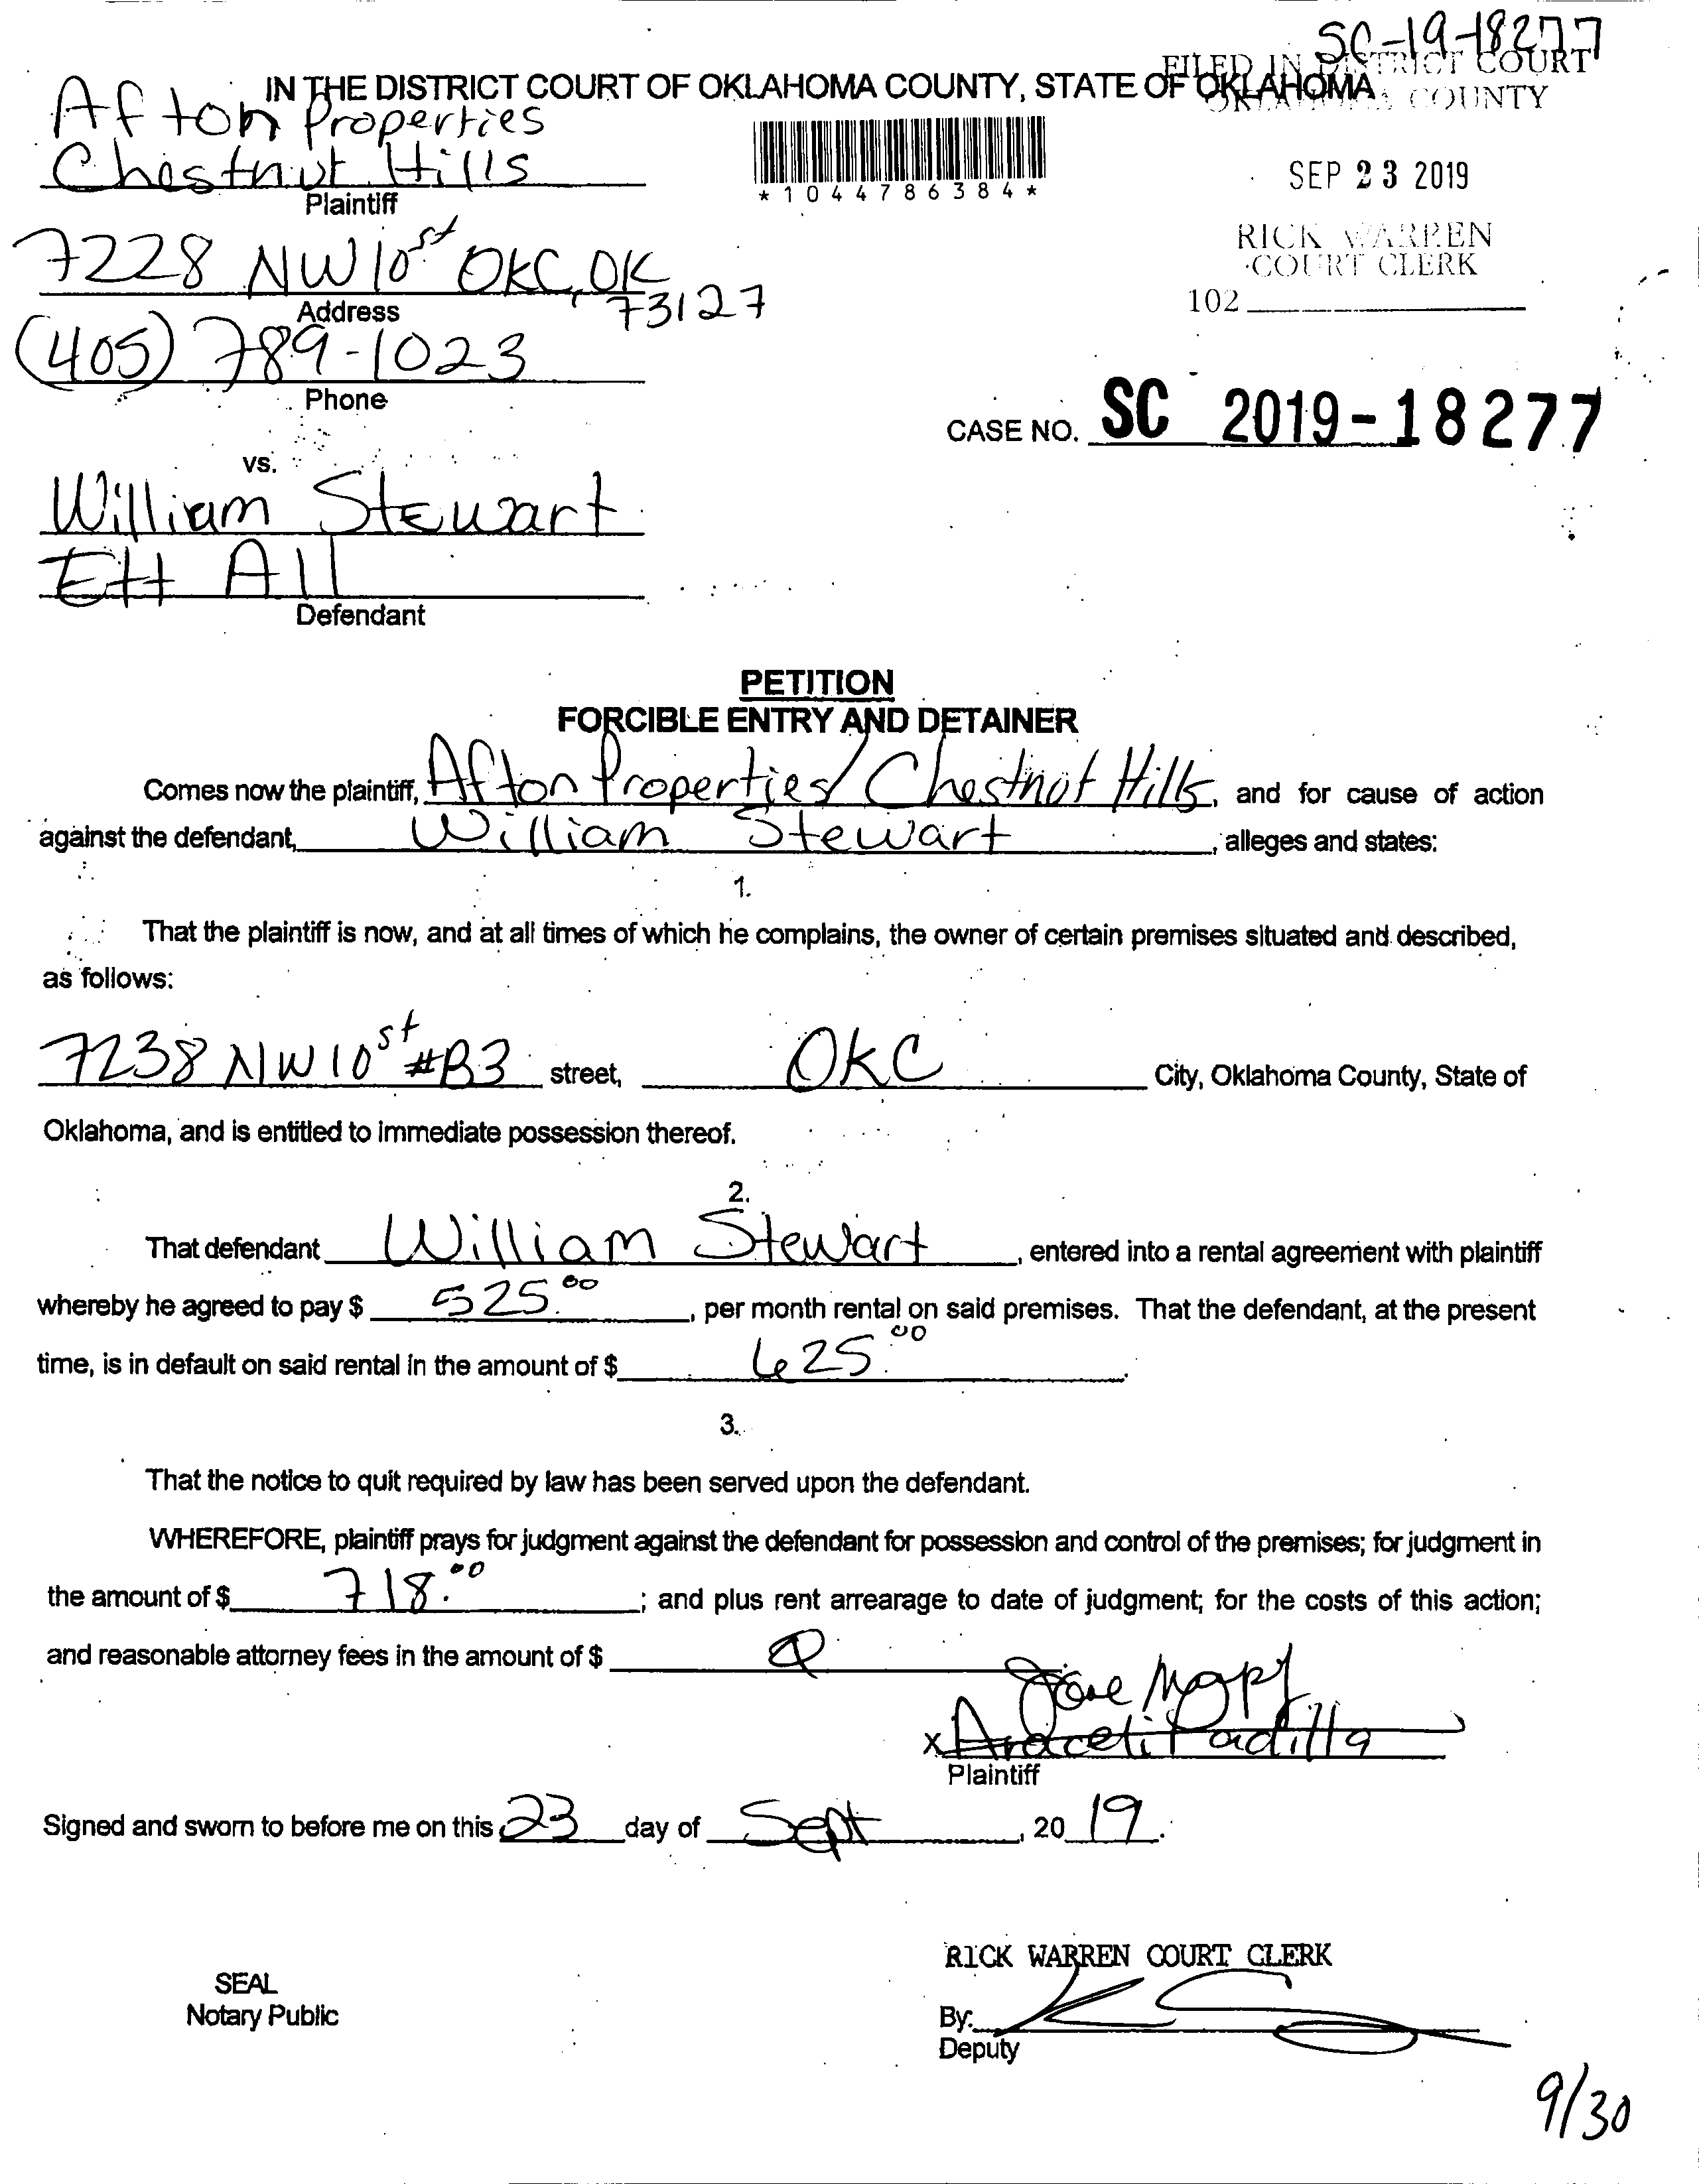 SC-19-18277
FILED IN DISTRICT COURT
OKLAHOMA COUNTY
IN THE DISTRICT COURT OF OKLAHOMA COUNTY, STATE OF OKLAHOMA
Afton Properties
Chestnut Hills
Plaintiff
*1044786384*
SEP 23 2019
RICK WARREN
COURT CLERK
102
7228 NW 10st OKC, OK
73127
Address
(405) 789-1023
Phone
CASE NO. SC 2019-18277
vs.
William Stewart
Ett All
Defendant
PETITION
FORCIBLE ENTRY AND DETAINER
Comes now the plaintiff, Afton Properties/ Chestnut Hills, and for cause of action
against the defendant, William Stewart, alleges and states:
1.
That the plaintiff is now, and at all times of which he complains, the owner of certain premises situated and described,
as follows:
7238 NW 10st #B3 street, OKC City, Oklahoma County, State of
Oklahoma, and is entitled to immediate possession thereof.
2.
That defendant William Stewart, entered into a rental agreement with plaintiff
whereby he agreed to pay $ 525.00, per month rental on said premises. That the defendant, at the present
time, is in default on said rental in the amount of $ 625.00.
3.
That the notice to quit required by law has been served upon the defendant.
WHEREFORE, plaintiff prays for judgment against the defendant for possession and control of the premises; for judgment in
the amount of $ 718.00; and plus rent arrearage to date of judgment; for the costs of this action;
and reasonable attorney fees in the amount of $
x Araceli Padilla
Plaintiff
Signed and sworn to before me on this 23 day of Sept, 2019.
RICK WARREN COURT CLERK
SEAL
Notary Public
By:
Deputy
9/30